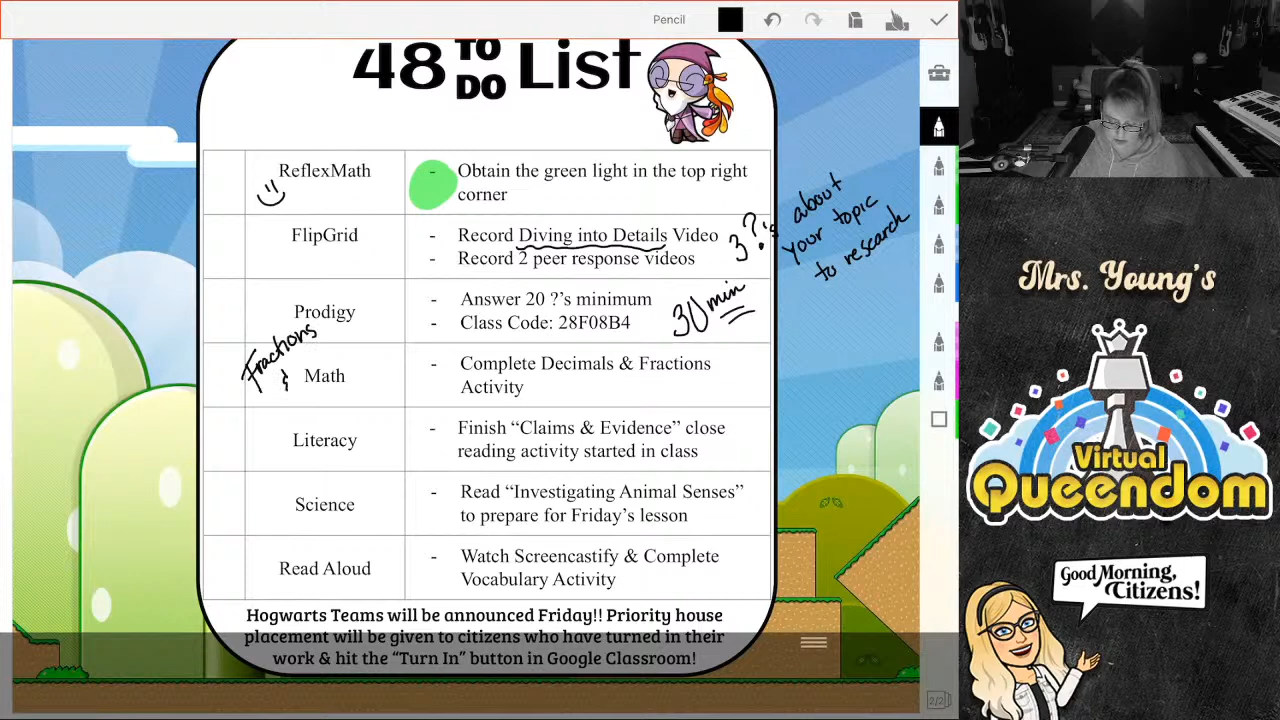 Pencil
48 TO DO List
ReflexMath
- Obtain the green light in the top right
corner
FlipGrid
- Record Diving into Details Video
- Record 2 peer response videos
3 ?'s about
your topic
to research
Prodigy
- Answer 20 ?'s minimum
- Class Code: 28F08B4
30 min
Fractions
&
Math
- Complete Decimals & Fractions
Activity
Literacy
- Finish “Claims & Evidence” close
reading activity started in class
Science
- Read “Investigating Animal Senses”
to prepare for Friday’s lesson
Read Aloud
- Watch Screencastify & Complete
Vocabulary Activity
Hogwarts Teams will be announced Friday!! Priority house
placement will be given to citizens who have turned in their
work & hit the “Turn In” button in Google Classroom!
2/2
Mrs. Young's
Virtual
Queendom
Good Morning,
Citizens!